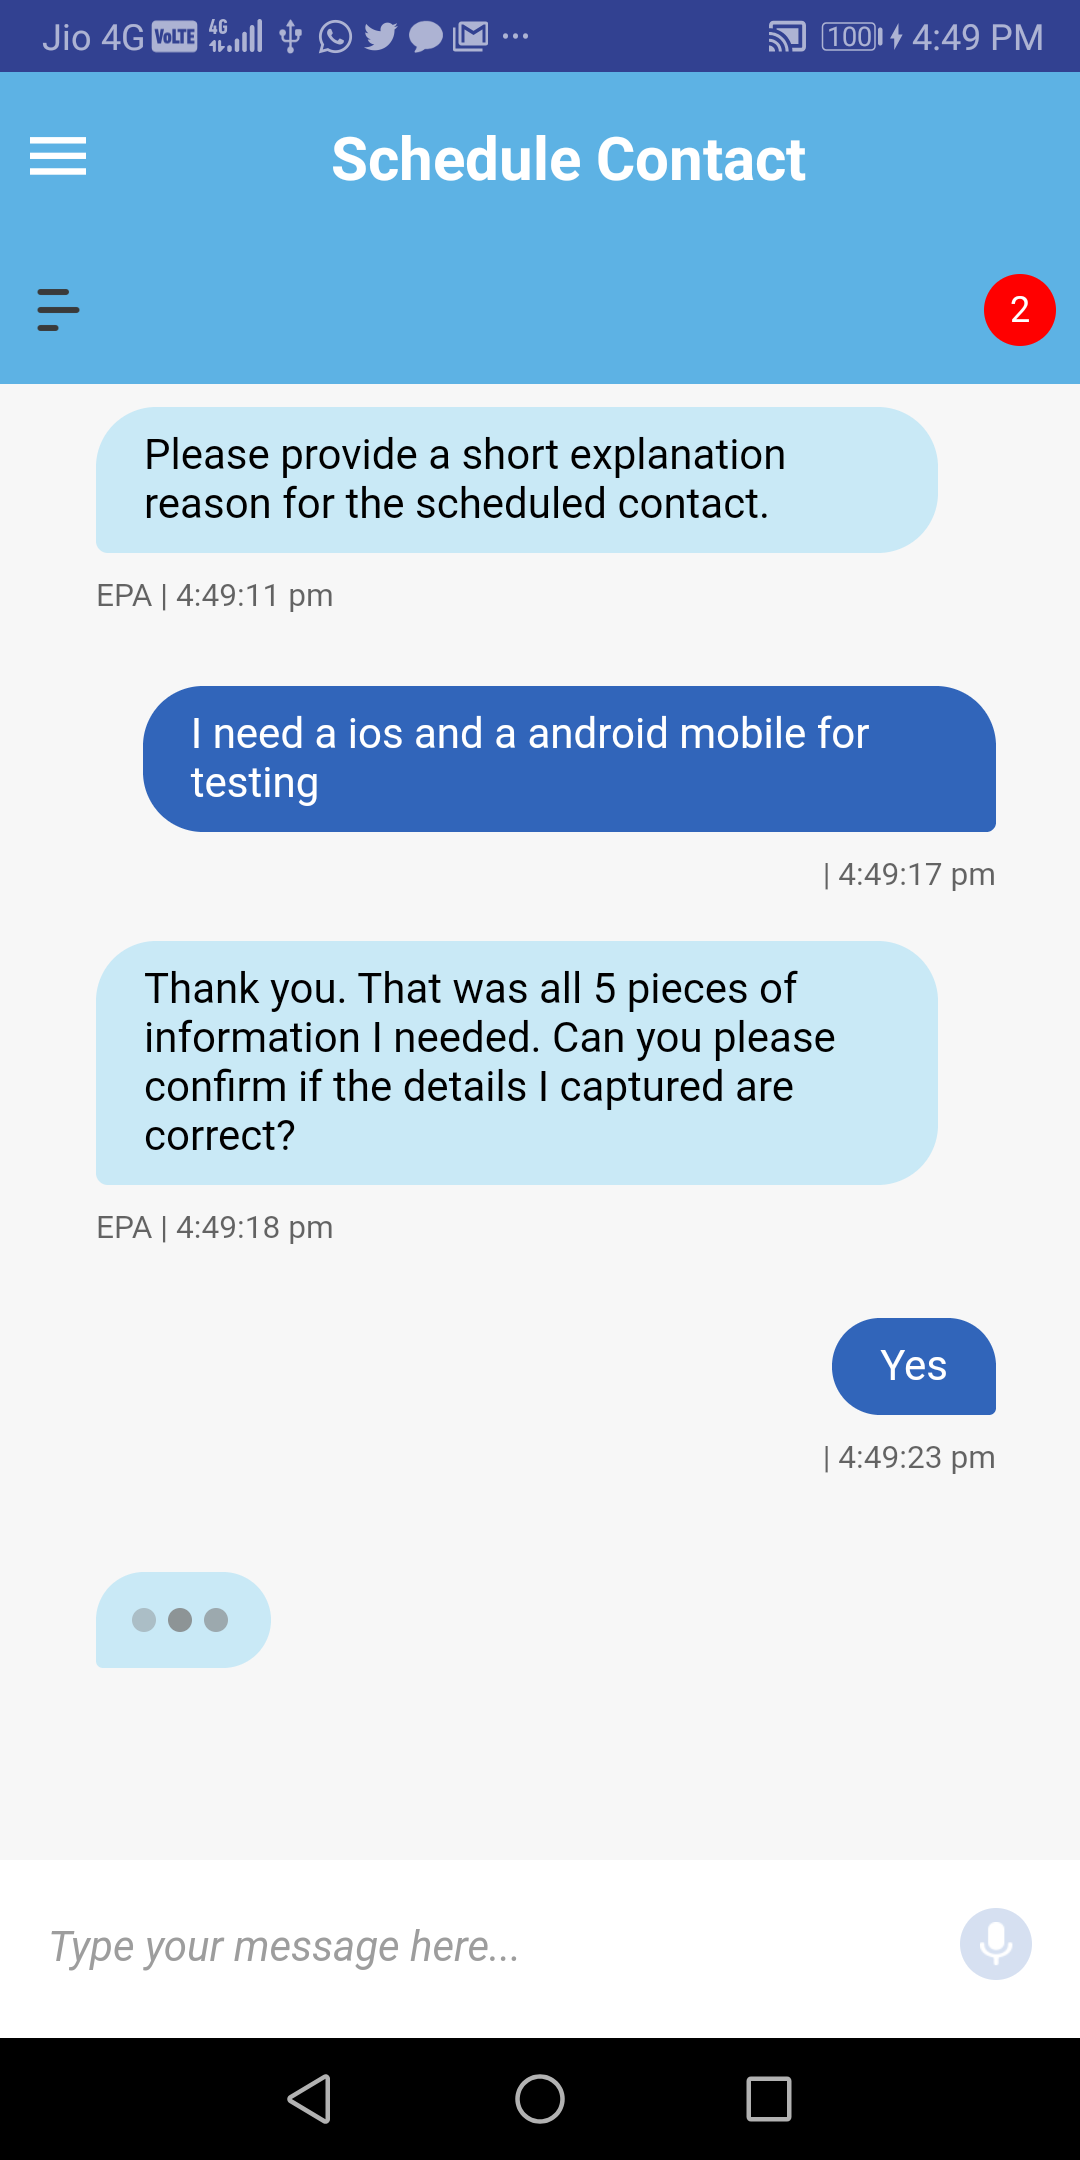 Jio 4G VoLTE 4G 100 4:49 PM
Schedule Contact
2
Please provide a short explanation
reason for the scheduled contact.
EPA | 4:49:11 pm
I need a ios and a android mobile for
testing
| 4:49:17 pm
Thank you. That was all 5 pieces of
information I needed. Can you please
confirm if the details I captured are
correct?
EPA | 4:49:18 pm
Yes
| 4:49:23 pm
Type your message here...